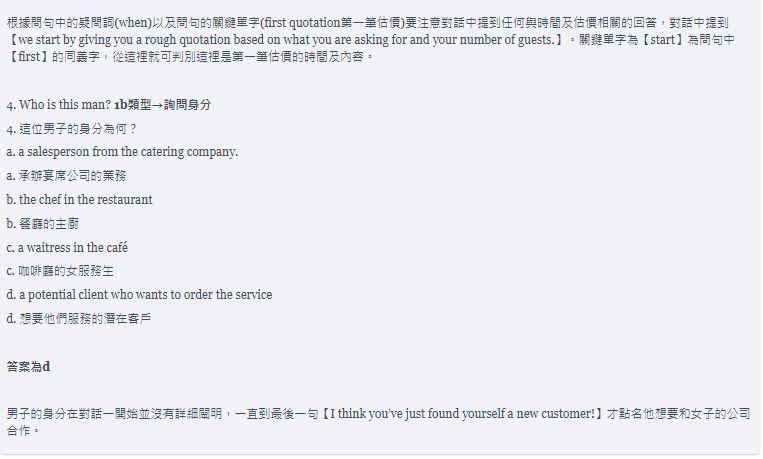 根據問句中的疑問詞(when)以及問句的關鍵單字(first quotation第一筆估價)要注意對話中提到任何與時間及估價相關的回答，對話中提到
【we start by giving you a rough quotation based on what you are asking for and your number of guests.】。關鍵單字為【start】為問句中
【first】的同義字，從這裡就可判別這裡是第一筆估價的時間及內容。
4. Who is this man? 1b類型→詢問身分
4. 這位男子的身分為何？
a. a salesperson from the catering company.
a. 承辦宴席公司的業務
b. the chef in the restaurant
b. 餐廳的主廚
c. a waitress in the café
c. 咖啡廳的女服務生
d. a potential client who wants to order the service
d. 想要他們服務的潛在客戶
答案為d
男子的身分在對話一開始並沒有詳細闡明，一直到最後一句【I think you’ve just found yourself a new customer!】才點名他想要和女子的公司
合作。